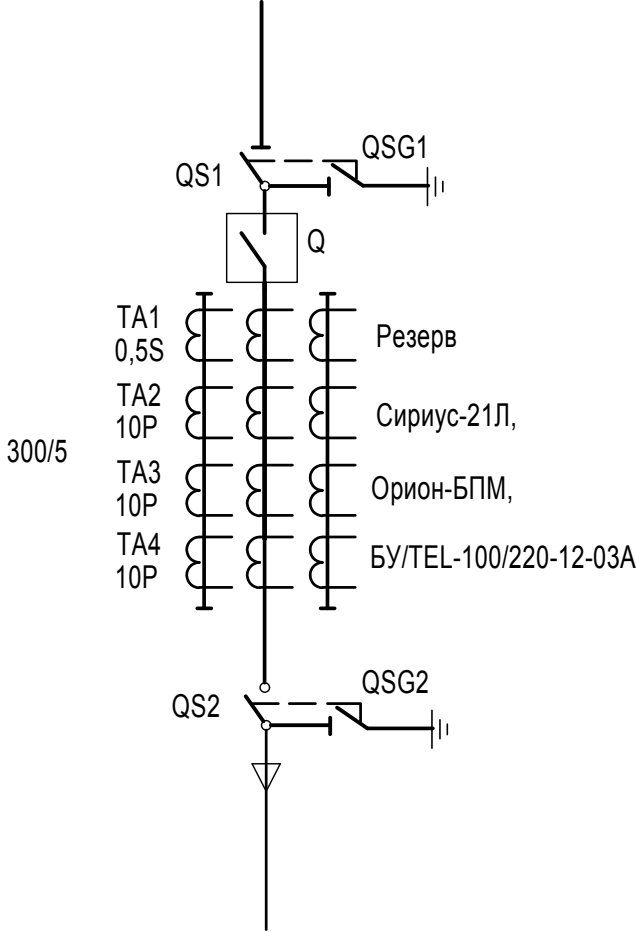 QSG1
QS1
Q
TA1
0,5S
Резерв
TA2
10P
Сириус-21Л,
300/5
TA3
10P
Орион-БПМ,
TA4
10P
БУ/TEL-100/220-12-03А
QSG2
QS2